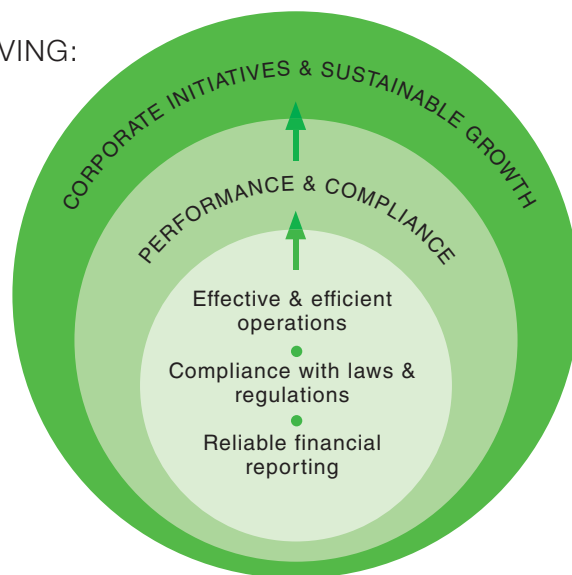 VING:
CORPORATE INITIATIVES & SUSTAINABLE GROWTH
PERFORMANCE & COMPLIANCE
Effective & efficient
operations
Compliance with laws &
regulations
Reliable financial
reporting